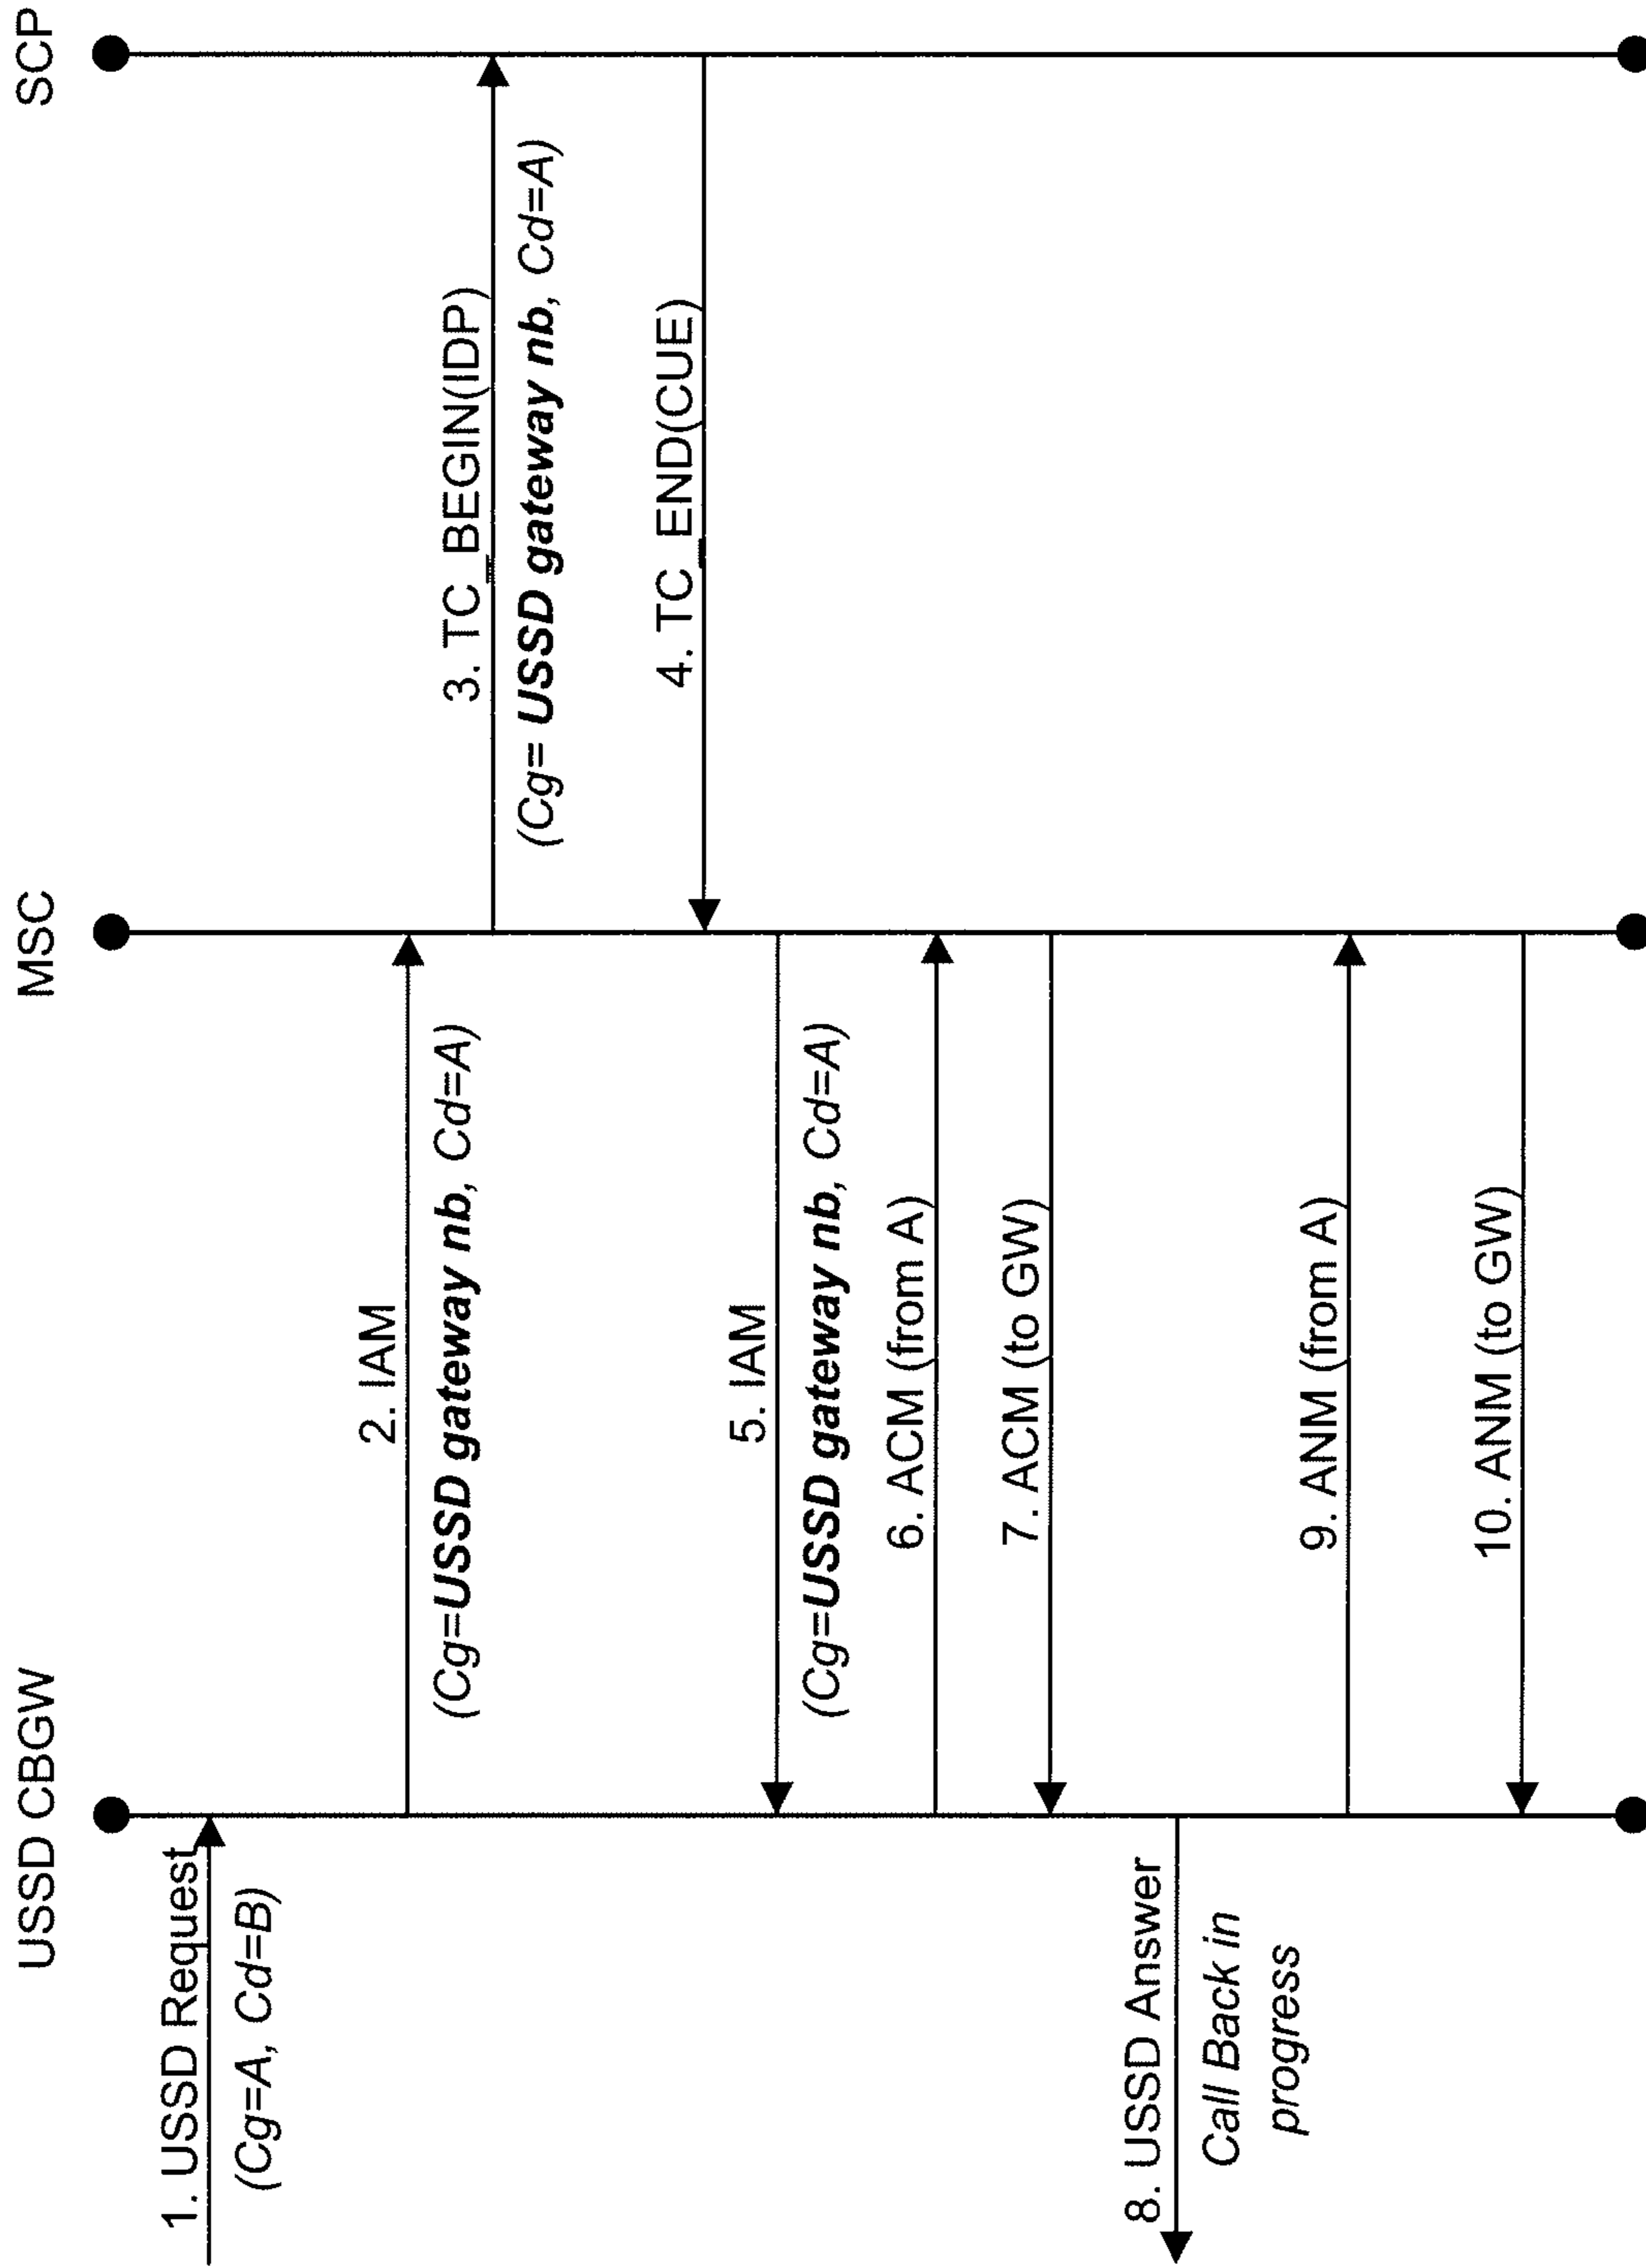 USSD CBGW
MSC
SCP
1. USSD Request
(Cg=A, Cd=B)
2. IAM
(Cg=USSD gateway nb, Cd=A)
3. TC_BEGIN(IDP)
(Cg= USSD gateway nb, Cd=A)
4. TC_END(CUE)
5. IAM
(Cg=USSD gateway nb, Cd=A)
6. ACM (from A)
7. ACM (to GW)
8. USSD Answer
Call Back in
progress
9. ANM (from A)
10. ANM (to GW)